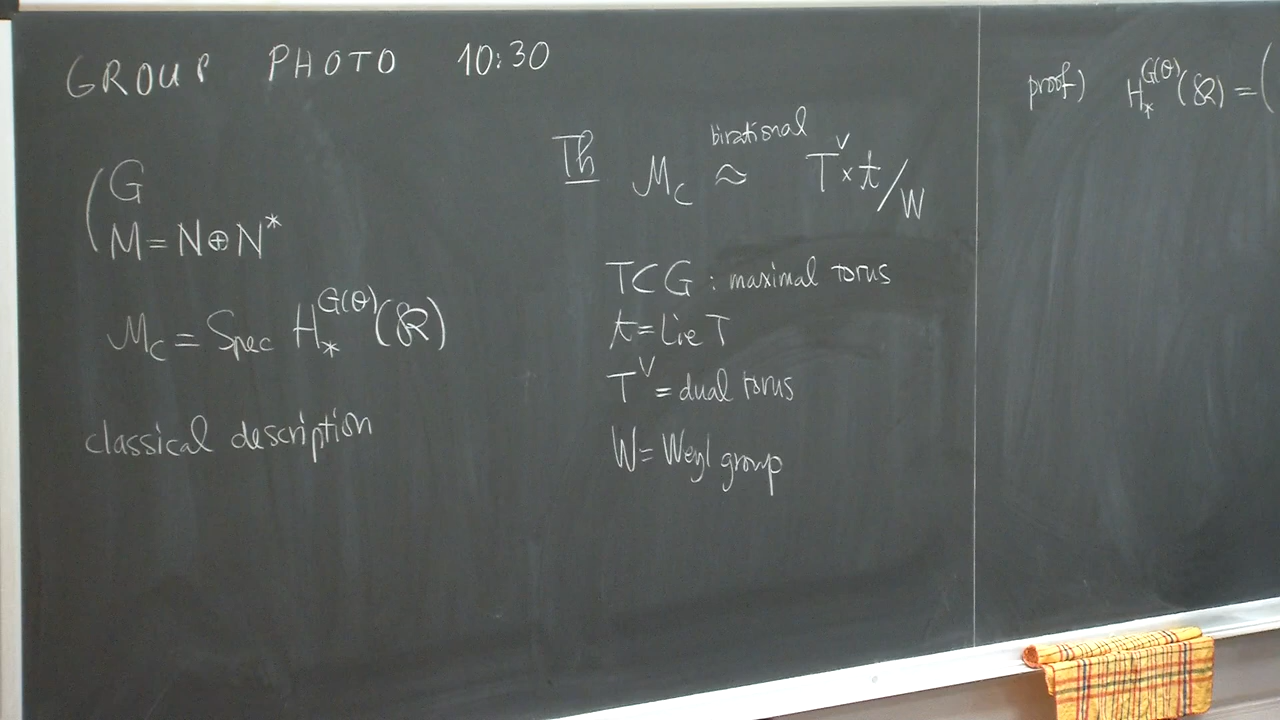 GROUP PHOTO 10:30
G
M = N ⊕ N*
M_C = Spec H_*^{G(O)}(R)
classical description
Th M_C ≈ birational T^∨ × t / W
T ⊂ G : maximal torus
t = Lie T
T^∨ = dual torus
W = Weyl group
proof) H_*^{G(O)}(R) = (